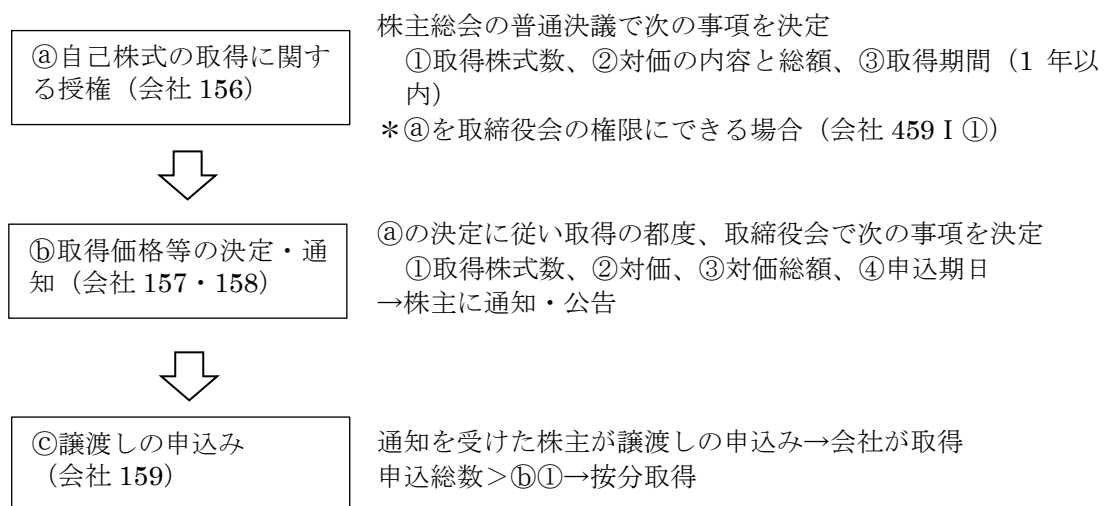 ⓐ自己株式の取得に関す
る授権（会社 156）
株主総会の普通決議で次の事項を決定
①取得株式数、②対価の内容と総額、③取得期間（1 年以
内）
＊ⓐを取締役会の権限にできる場合（会社 459Ⅰ①）
ⓑ取得価格等の決定・通
知（会社 157・158）
ⓐの決定に従い取得の都度、取締役会で次の事項を決定
①取得株式数、②対価、③対価総額、④申込期日
→株主に通知・公告
ⓒ譲渡しの申込み
（会社 159）
通知を受けた株主が譲渡しの申込み→会社が取得
申込総数＞ⓑ①→按分取得